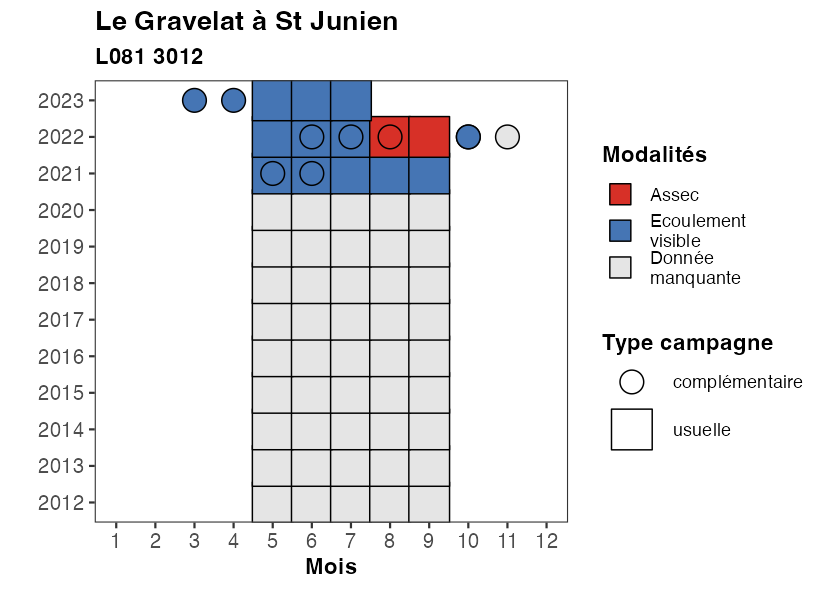 Le Gravelat à St Junien
L081 3012
2023
2022
2021
2020
2019
2018
2017
2016
2015
2014
2013
2012
1 2 3 4 5 6 7 8 9 10 11 12
Mois
Modalités
Assec
Ecoulement
visible
Donnée
manquante
Type campagne
complémentaire
usuelle